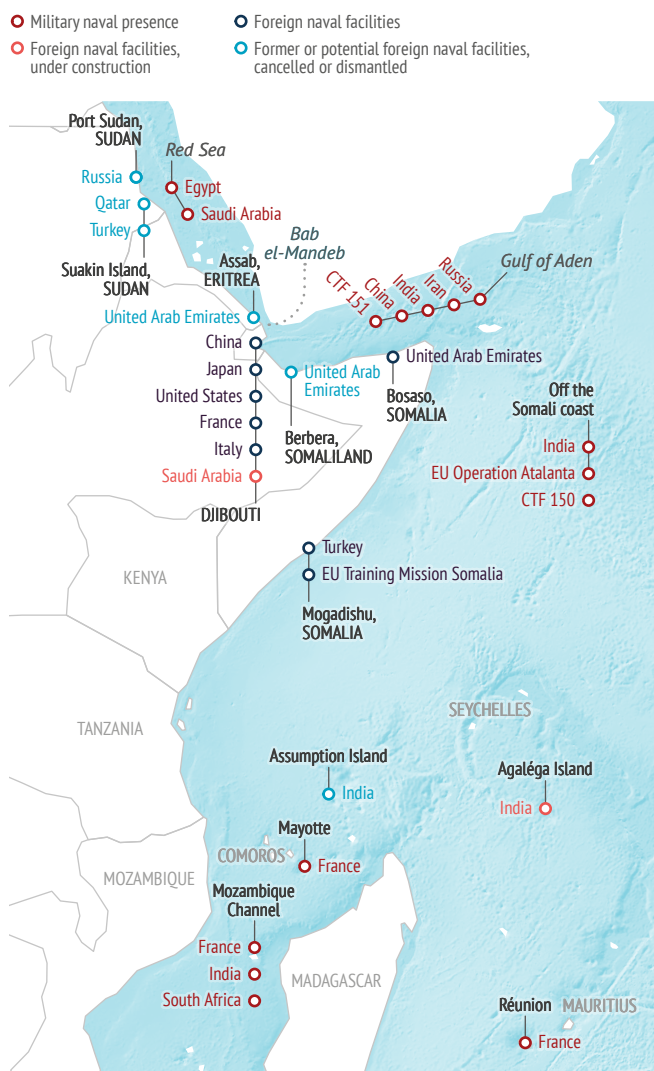 Military naval presence
Foreign naval facilities
Foreign naval facilities,
under construction
Former or potential foreign naval facilities,
cancelled or dismantled
Port Sudan,
SUDAN
Red Sea
Russia
Egypt
Qatar
Saudi Arabia
Turkey
Suakin Island,
SUDAN
Bab
el-Mandeb
Assab,
ERITREA
United Arab Emirates
CTF 151
China
India
Iran
Russia
Gulf of Aden
China
Japan
United States
France
Italy
Saudi Arabia
DJIBOUTI
United Arab
Emirates
Berbera,
SOMALILAND
United Arab Emirates
Bosaso,
SOMALIA
Off the
Somali coast
India
EU Operation Atalanta
CTF 150
Turkey
EU Training Mission Somalia
Mogadishu,
SOMALIA
KENYA
TANZANIA
SEYCHELLES
Assumption Island
India
Agaléga Island
India
Mayotte
France
COMOROS
MOZAMBIQUE
Mozambique
Channel
France
India
South Africa
MADAGASCAR
Réunion
MAURITIUS
France